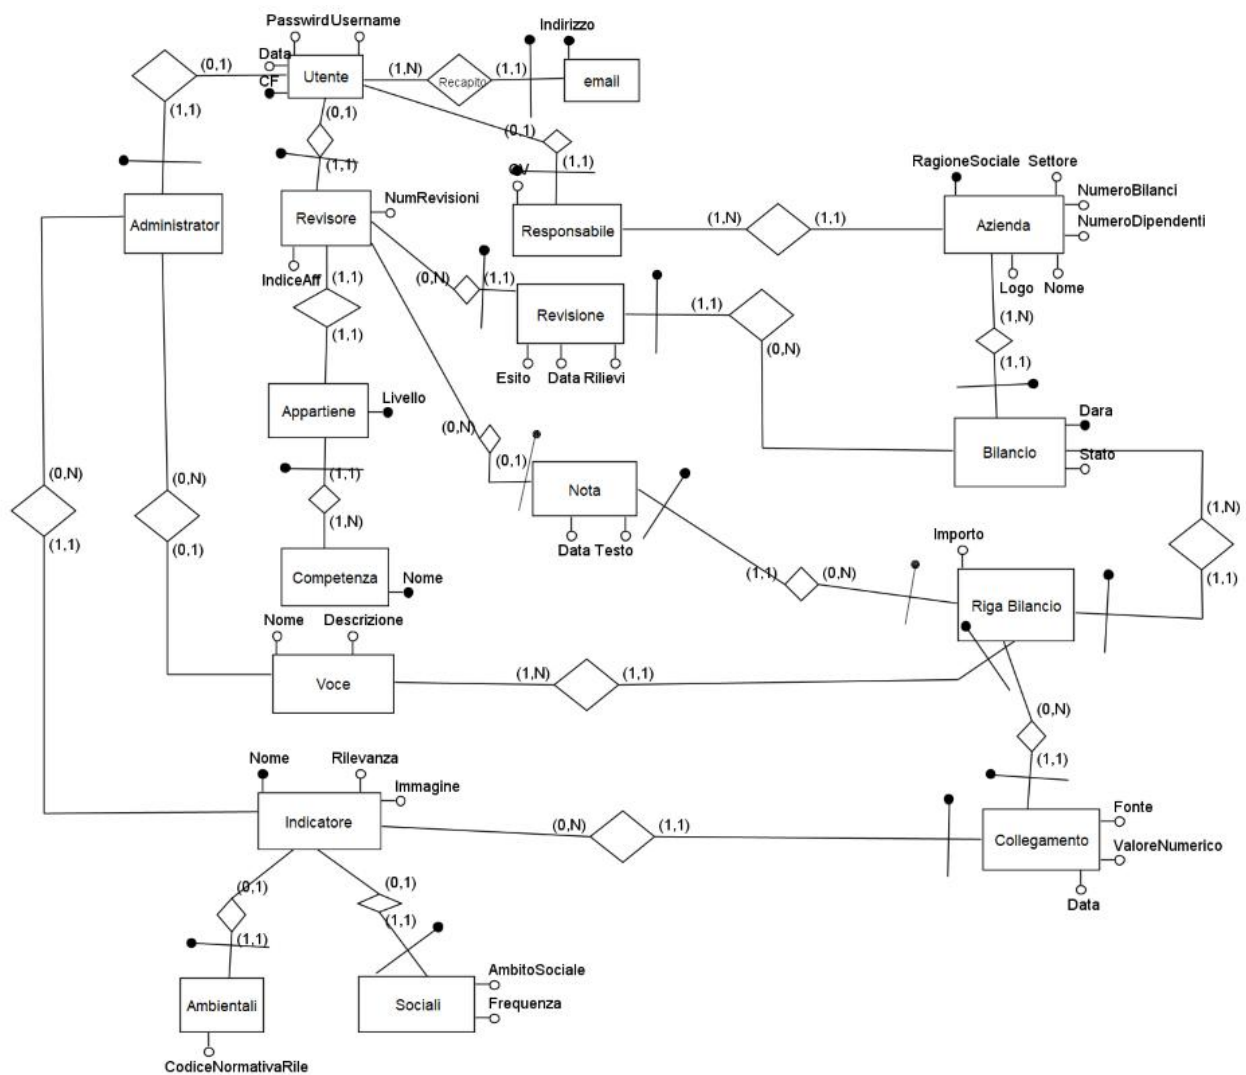 PasswirdUsername
Indirizzo
Data
(0,1)
Utente
(1,N)
Recapito
(1,1)
email
CF
(1,1)
(0,1)
(0,1)
(1,1)
(1,1)
CV
RagioneSociale Settore
NumRevisioni
NumeroBilanci
Administrator
Revisore
Responsabile
(1,N)
(1,1)
Azienda
NumeroDipendenti
IndiceAff
(1,1)
(0,N)
(1,1)
Logo
Nome
Revisione
(1,1)
(1,N)
(1,1)
(0,N)
(1,1)
Esito
Data Rilievi
Appartiene
Livello
Dara
(0,N)
(0,1)
Bilancio
Stato
(0,N)
(0,N)
(1,1)
Nota
(1,N)
(1,N)
(1,1)
(0,1)
Data Testo
Importo
Competenza
Nome
(1,1)
(0,N)
(1,1)
Riga Bilancio
Nome
Descrizione
Voce
(1,N)
(1,1)
(0,N)
(1,1)
Nome
Rilevanza
Immagine
Indicatore
(0,N)
(1,1)
Fonte
Collegamento
ValoreNumerico
Data
(0,1)
(0,1)
(1,1)
(1,1)
AmbitoSociale
Ambientali
Sociali
Frequenza
CodiceNormativaRile